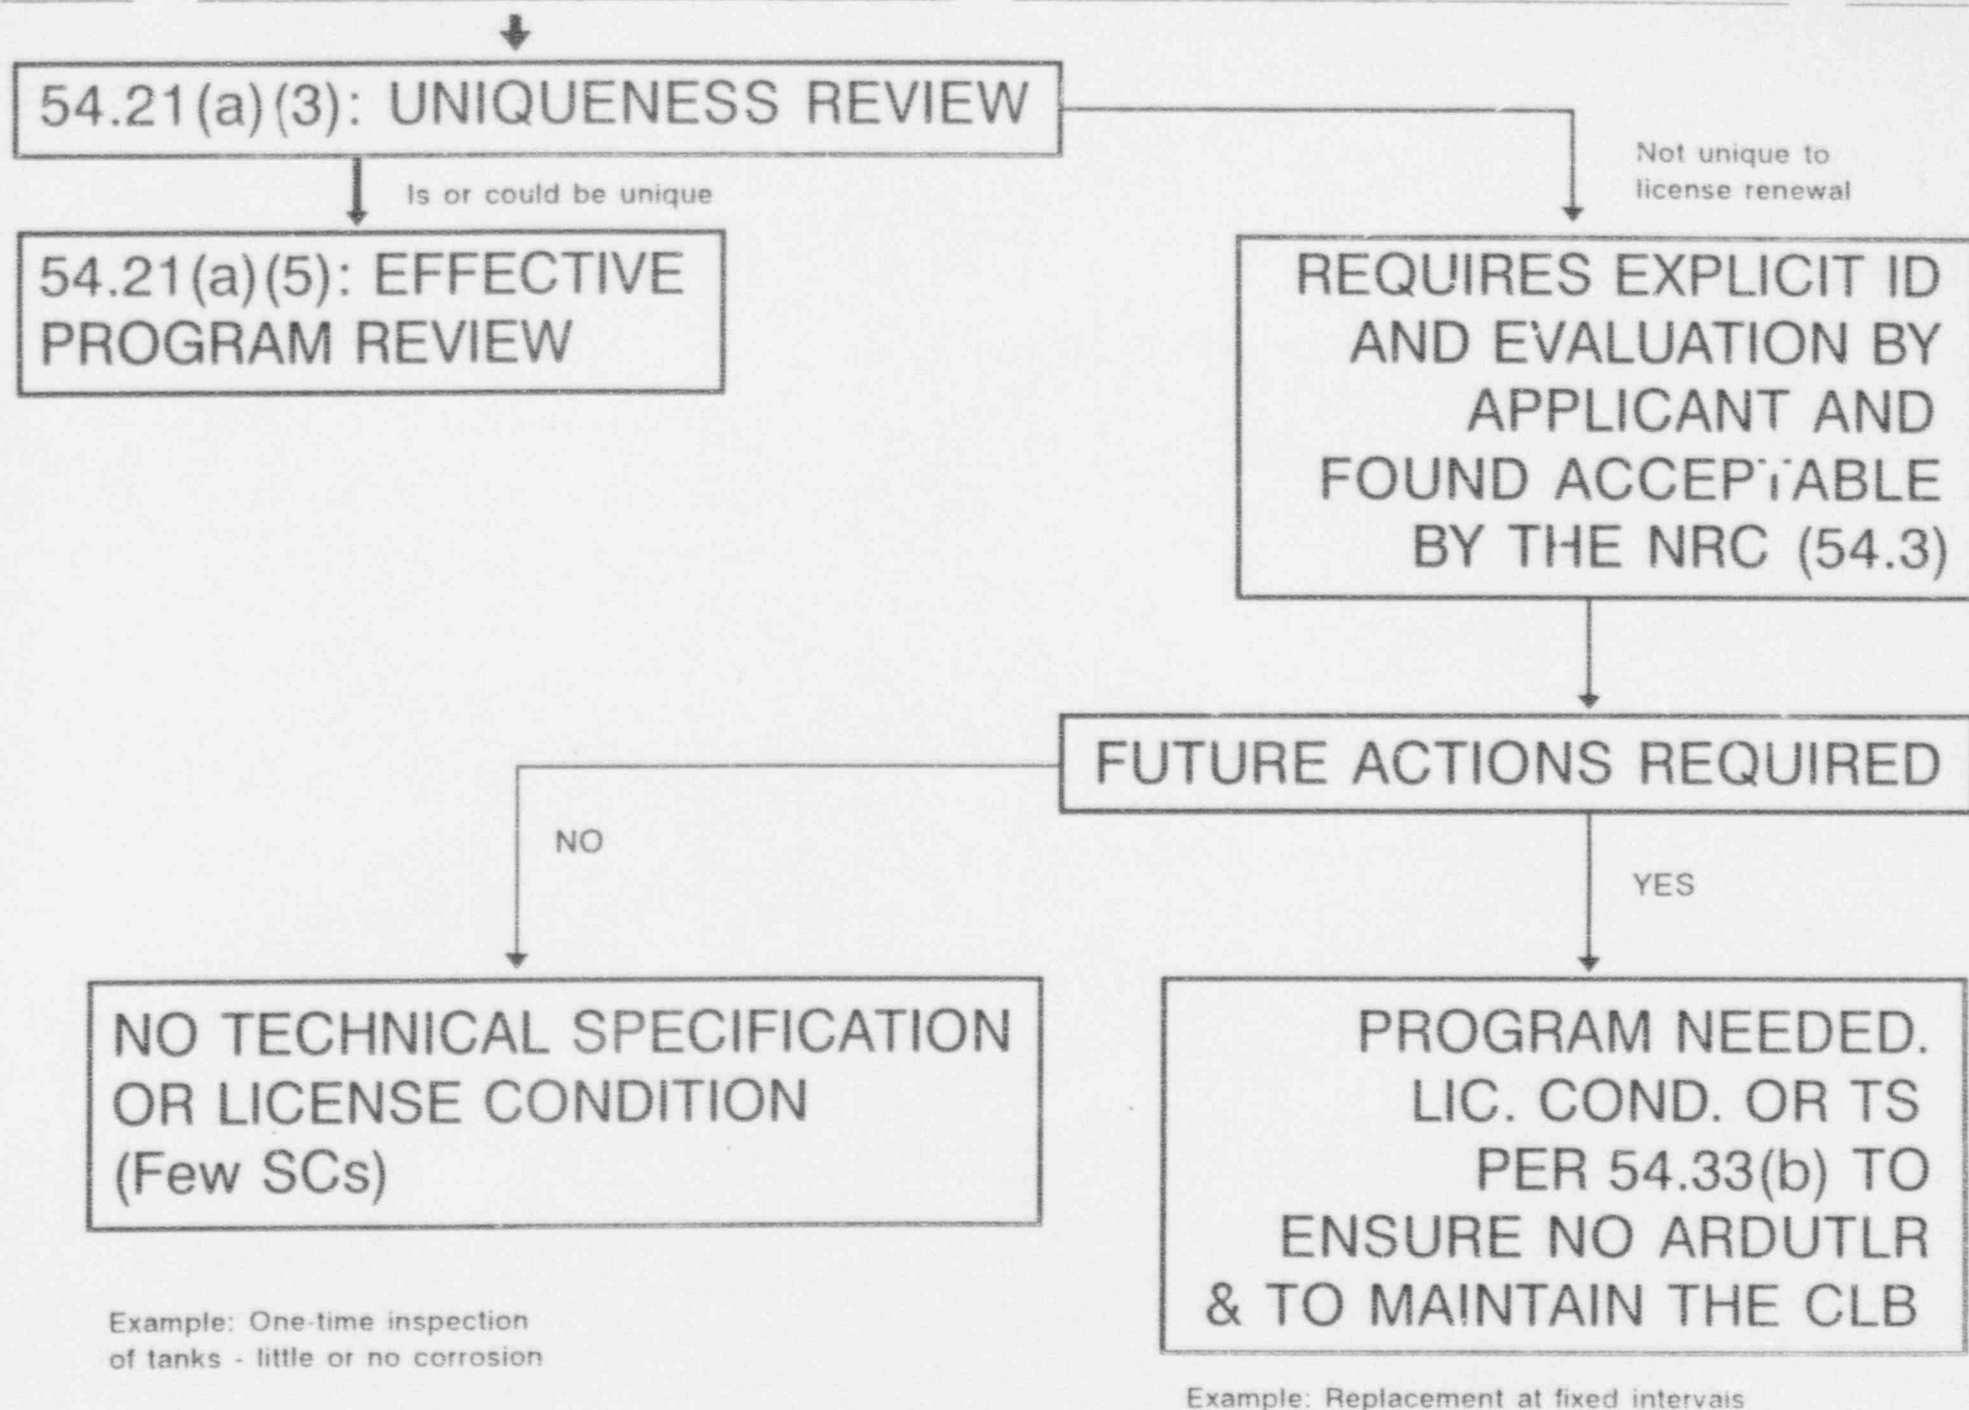 54.21(a)(3): UNIQUENESS REVIEW
Not unique to
license renewal
Is or could be unique
54.21(a)(5): EFFECTIVE
PROGRAM REVIEW
REQUIRES EXPLICIT ID
AND EVALUATION BY
APPLICANT AND
FOUND ACCEPTABLE
BY THE NRC (54.3)
FUTURE ACTIONS REQUIRED
NO
YES
NO TECHNICAL SPECIFICATION
OR LICENSE CONDITION
(Few SCs)
PROGRAM NEEDED.
LIC. COND. OR TS
PER 54.33(b) TO
ENSURE NO ARDUTLR
& TO MAINTAIN THE CLB
Example: One-time inspection
of tanks - little or no corrosion
Example: Replacement at fixed intervals